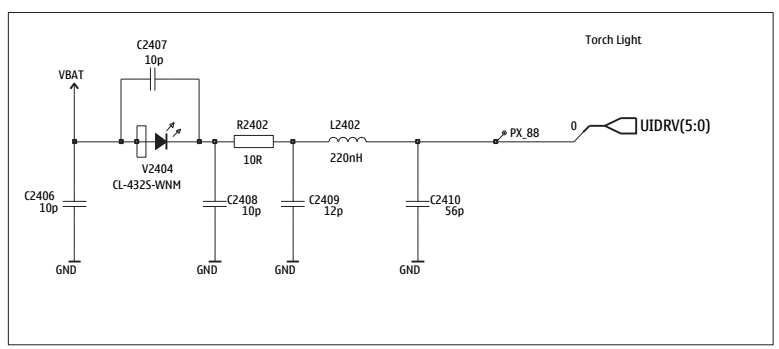 Torch Light
C2407
10p
VBAT
R2402
L2402
PX_88
0
UIDRV(5:0)
10R
220nH
V2404
CL-432S-WNM
C2406
10p
C2408
10p
C2409
12p
C2410
56p
GND
GND
GND
GND